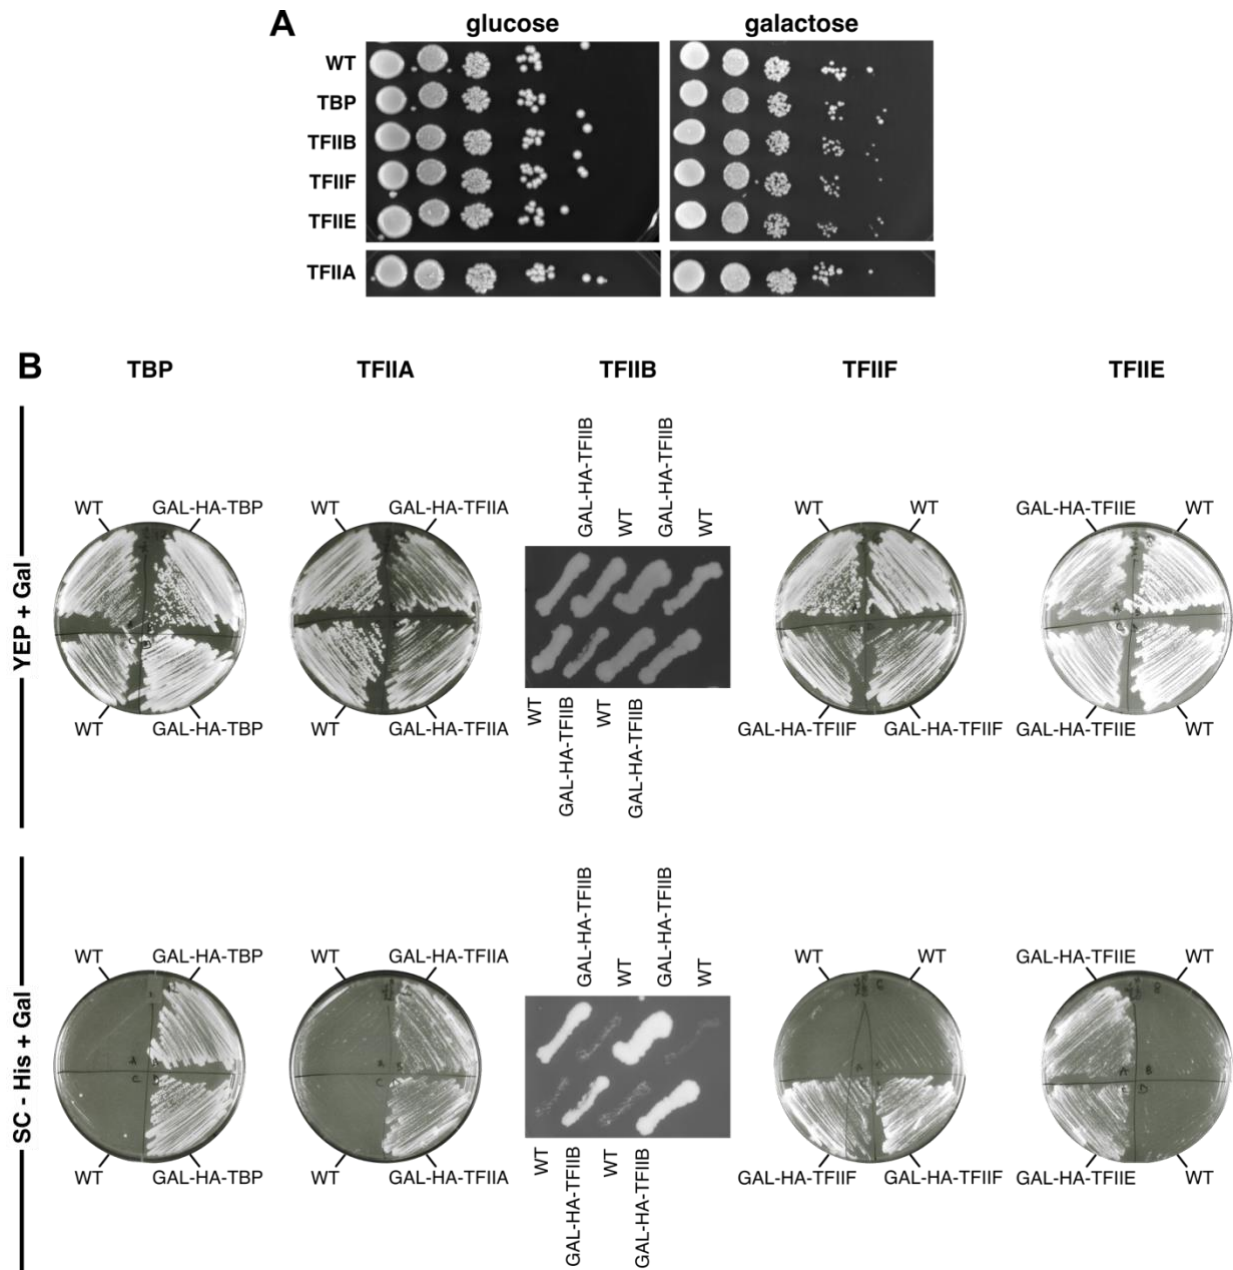 A
glucose galactose
WT
TBP
TFIIB
TFIIF
TFIIE
TFIIA
B
TBP TFIIA TFIIB TFIIF TFIIE
YEP + Gal
GAL-HA-TFIIB WT GAL-HA-TFIIB WT
WT GAL-HA-TBP WT GAL-HA-TFIIA WT WT GAL-HA-TFIIE WT
WT GAL-HA-TBP WT GAL-HA-TFIIA GAL-HA-TFIIF GAL-HA-TFIIF GAL-HA-TFIIE WT
WT GAL-HA-TFIIB WT GAL-HA-TFIIB
SC - His + Gal
GAL-HA-TFIIB WT GAL-HA-TFIIB WT
WT GAL-HA-TBP WT GAL-HA-TFIIA WT WT GAL-HA-TFIIE WT
WT GAL-HA-TBP WT GAL-HA-TFIIA GAL-HA-TFIIF GAL-HA-TFIIF GAL-HA-TFIIE WT
WT GAL-HA-TFIIB WT GAL-HA-TFIIB